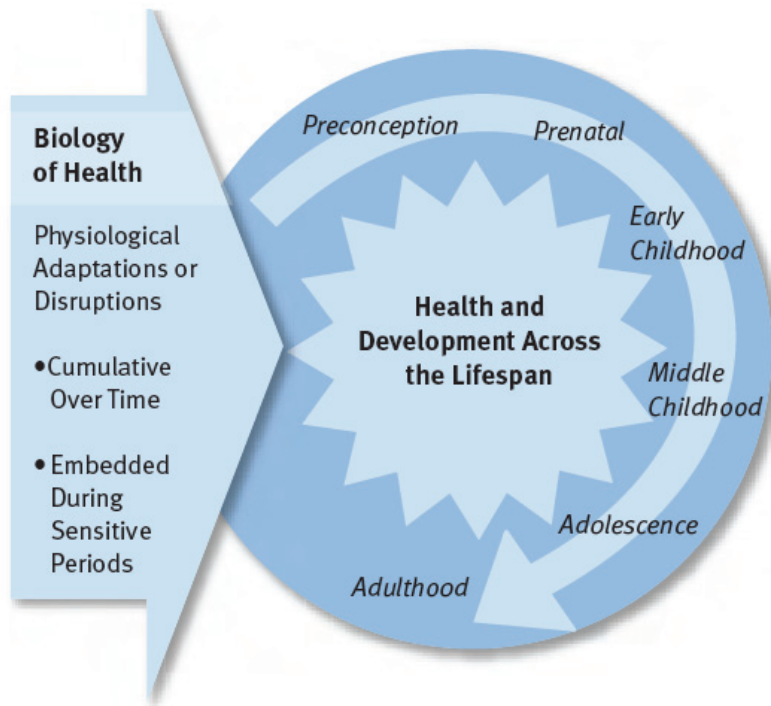 Biology
of Health
Physiological
Adaptations or
Disruptions
•Cumulative
Over Time
•Embedded
During
Sensitive
Periods
Preconception
Prenatal
Early
Childhood
Middle
Childhood
Adolescence
Adulthood
Health and
Development Across
the Lifespan